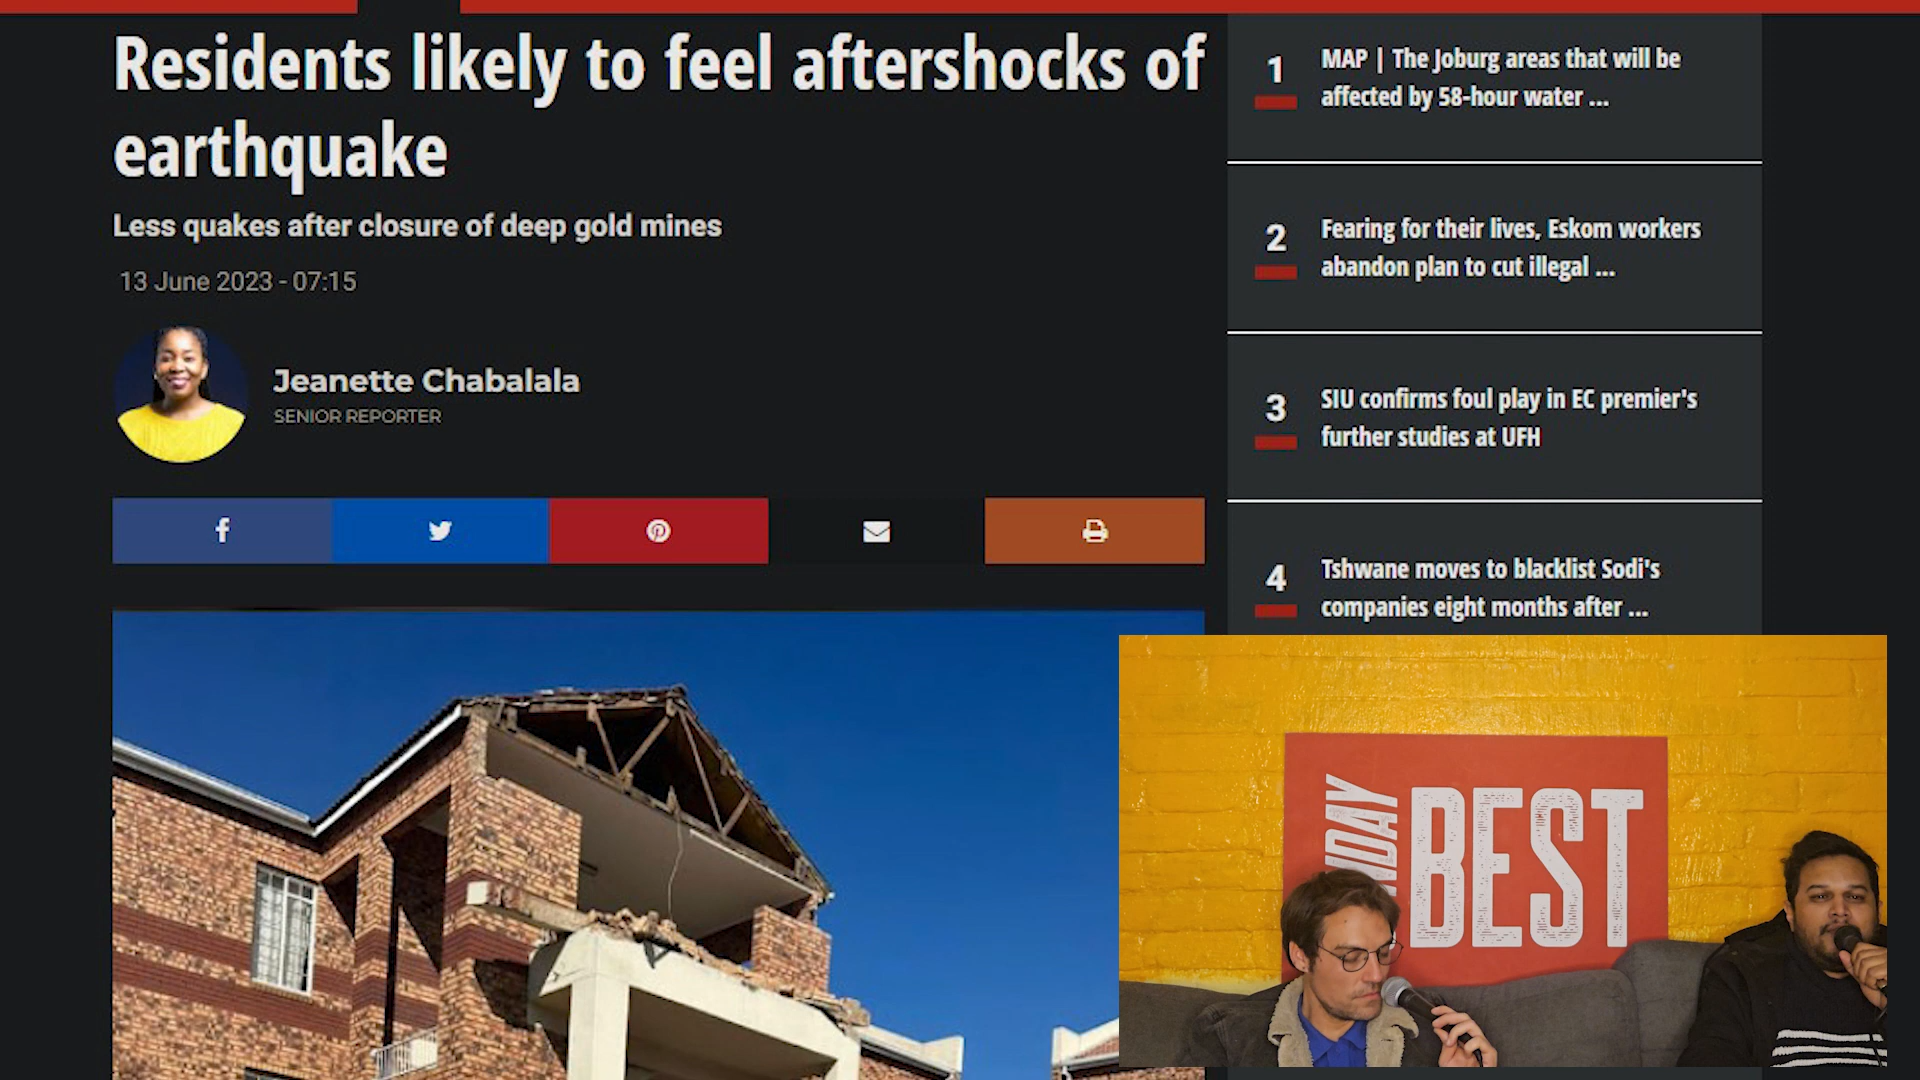 Residents likely to feel aftershocks of
earthquake
Less quakes after closure of deep gold mines
13 June 2023 - 07:15
Jeanette Chabalala
SENIOR REPORTER
1
MAP | The Joburg areas that will be
affected by 58-hour water ...
2
Fearing for their lives, Eskom workers
abandon plan to cut illegal ...
3
SIU confirms foul play in EC premier's
further studies at UFH
4
Tshwane moves to blacklist Sodi's
companies eight months after ...
NDAY
BEST